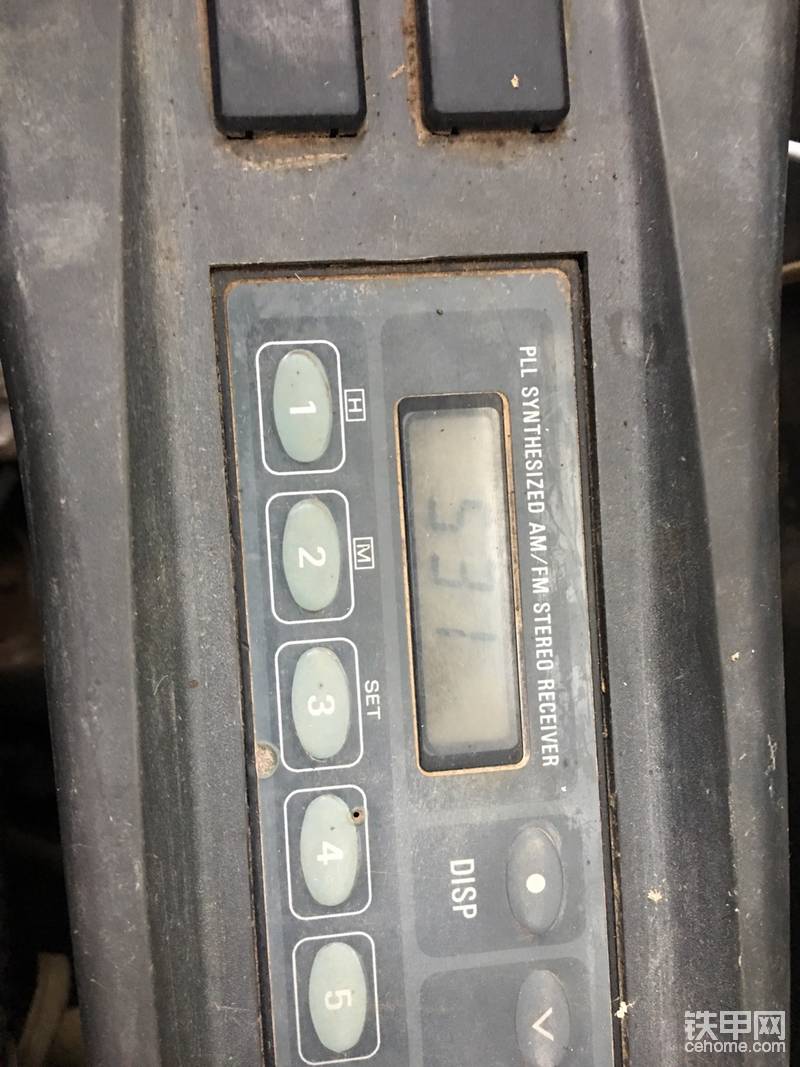 PLL SYNTHESIZED AM/FM STEREO RECEIVER
531
DISP
H M SET
1 2 3 4 5
铁甲网
cehome.com